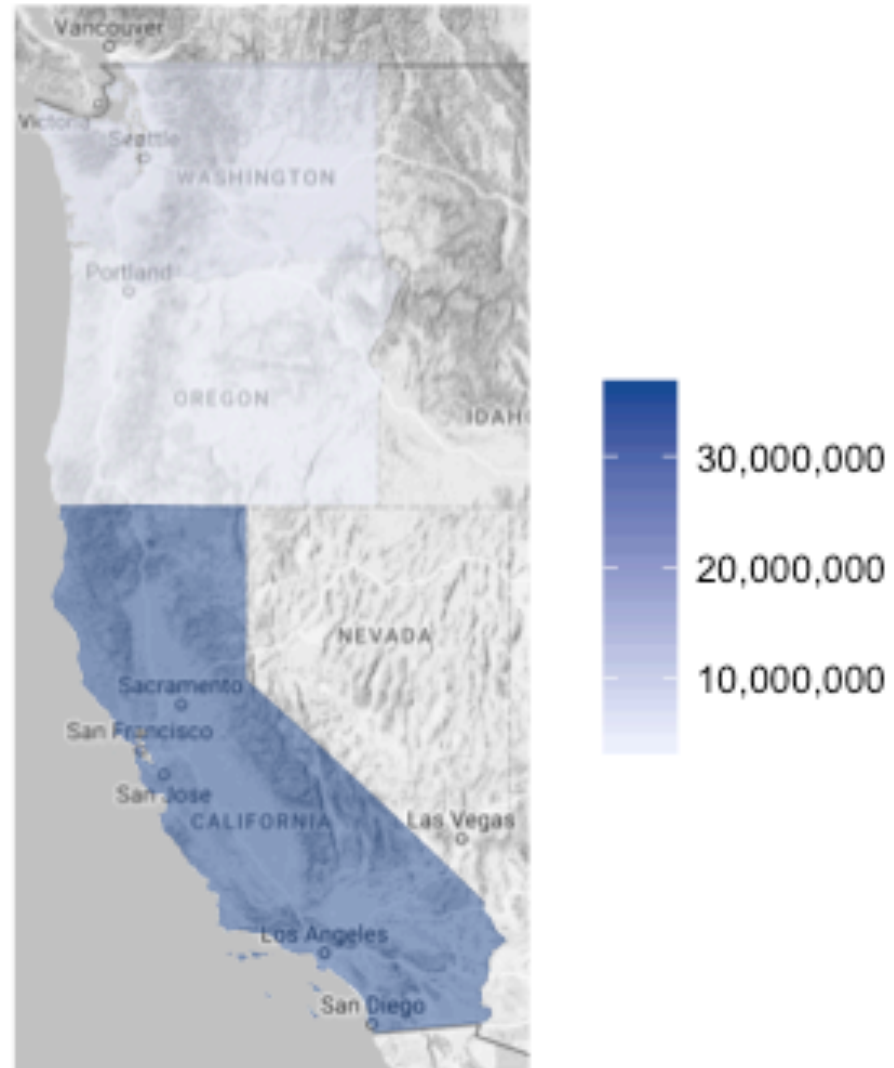 Vancouver
Victoria
Seattle
WASHINGTON
Portland
OREGON
IDAHO
NEVADA
Sacramento
San Francisco
San Jose
CALIFORNIA
Las Vegas
Los Angeles
San Diego
30,000,000
20,000,000
10,000,000